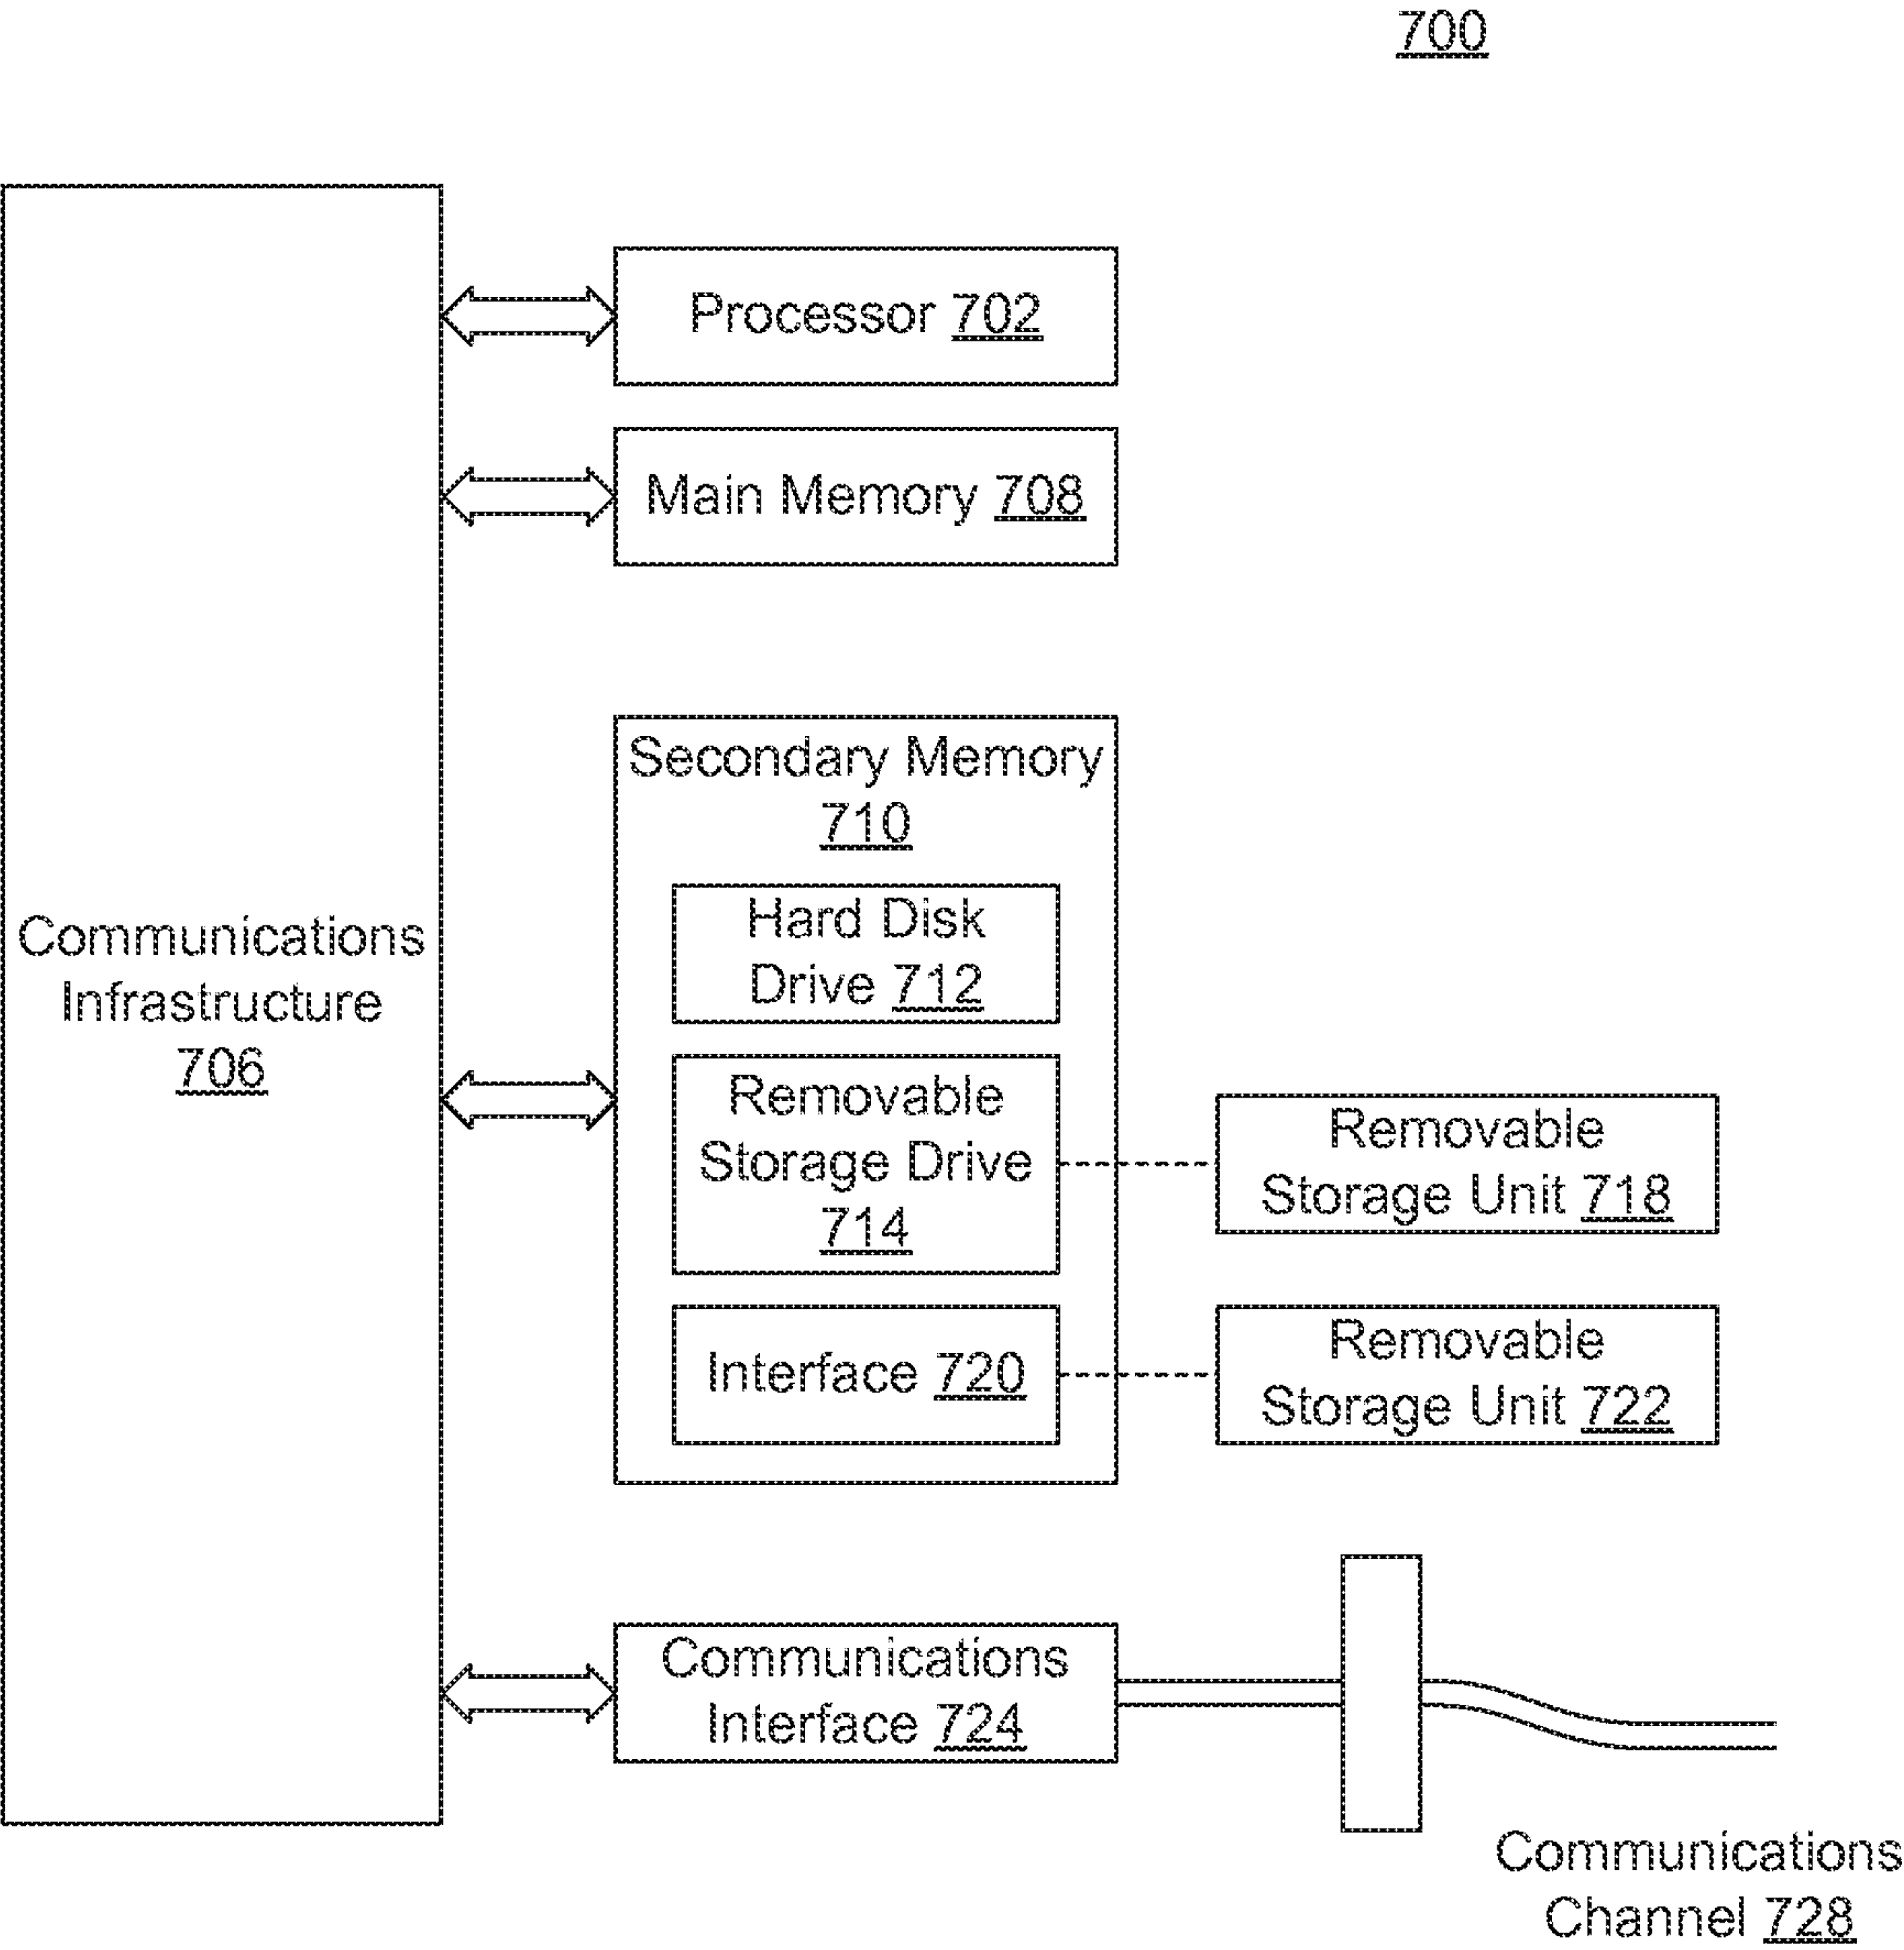 700
Processor 702
Main Memory 708
Secondary Memory
710
Hard Disk
Drive 712
Communications
Infrastructure
706
Removable
Storage Drive
714
Removable
Storage Unit 718
Interface 720
Removable
Storage Unit 722
Communications
Interface 724
Communications
Channel 728